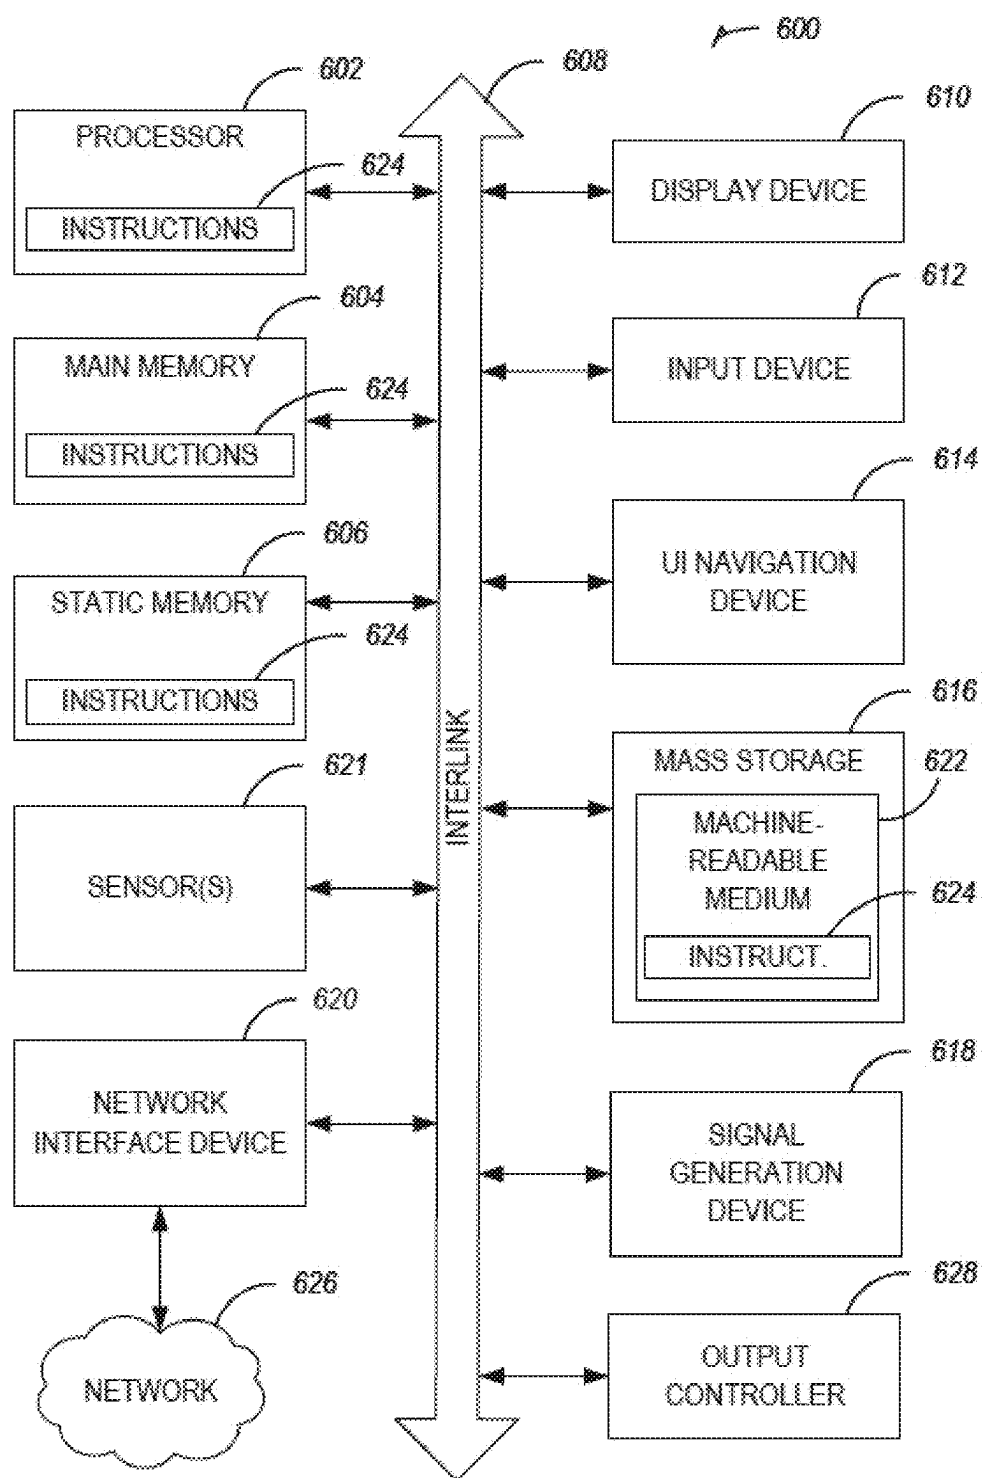 600
602
PROCESSOR
624
INSTRUCTIONS
604
MAIN MEMORY
624
INSTRUCTIONS
606
STATIC MEMORY
624
INSTRUCTIONS
621
SENSOR(S)
620
NETWORK
INTERFACE DEVICE
626
NETWORK
608
INTERLINK
610
DISPLAY DEVICE
612
INPUT DEVICE
614
UI NAVIGATION
DEVICE
616
MASS STORAGE
622
MACHINE-
READABLE
MEDIUM
624
INSTRUCT.
618
SIGNAL
GENERATION
DEVICE
628
OUTPUT
CONTROLLER